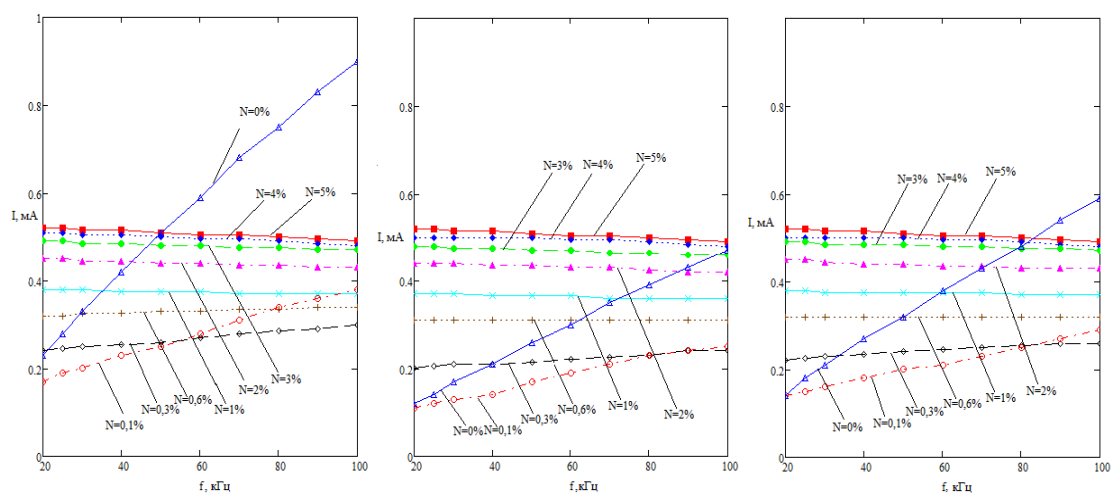 1
0.8
0.6
I, мА
0.4
0.2
0
20
40
60
80
100
f, кГц
N=0%
N=4%
N=5%
N=3%
N=2%
N=1%
N=0,6%
N=0,3%
N=0,1%
0.8
0.6
I, мА
0.4
0.2
0
20
40
60
80
100
f,кГц
N=3%
N=4%
N=5%
N=2%
N=1%
N=0,6%
N=0,3%
N=0,1%
N=0%
0.8
0.6
I, мА
0.4
0.2
0
20
40
60
80
100
f, кГц
N=3%
N=4%
N=5%
N=2%
N=1%
N=0,6%
N=0,3%
N=0,1%
N=0%